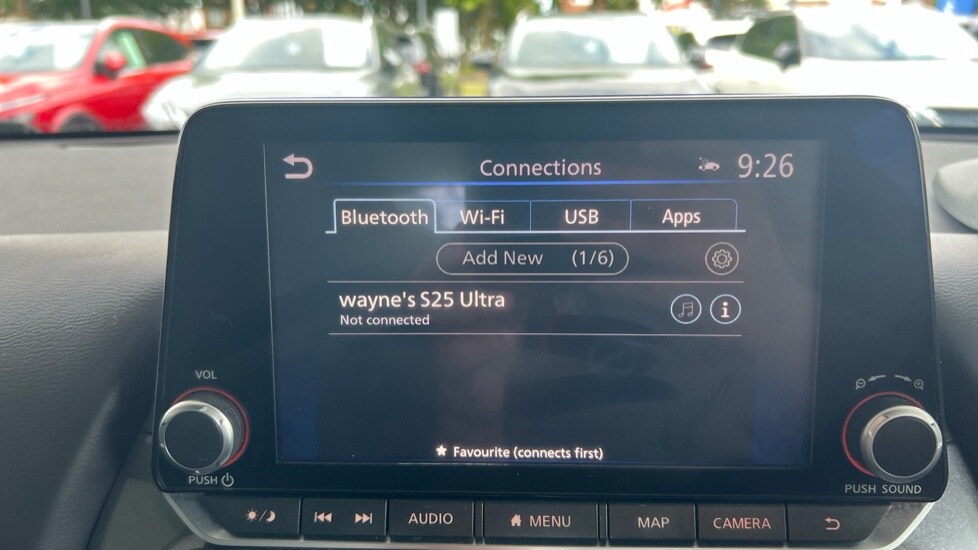 Connections
9:26
Bluetooth Wi-Fi USB Apps
Add New (1/6)
wayne's S25 Ultra
Not connected
Favourite (connects first)
VOL
PUSH
PUSH SOUND
AUDIO MENU MAP CAMERA